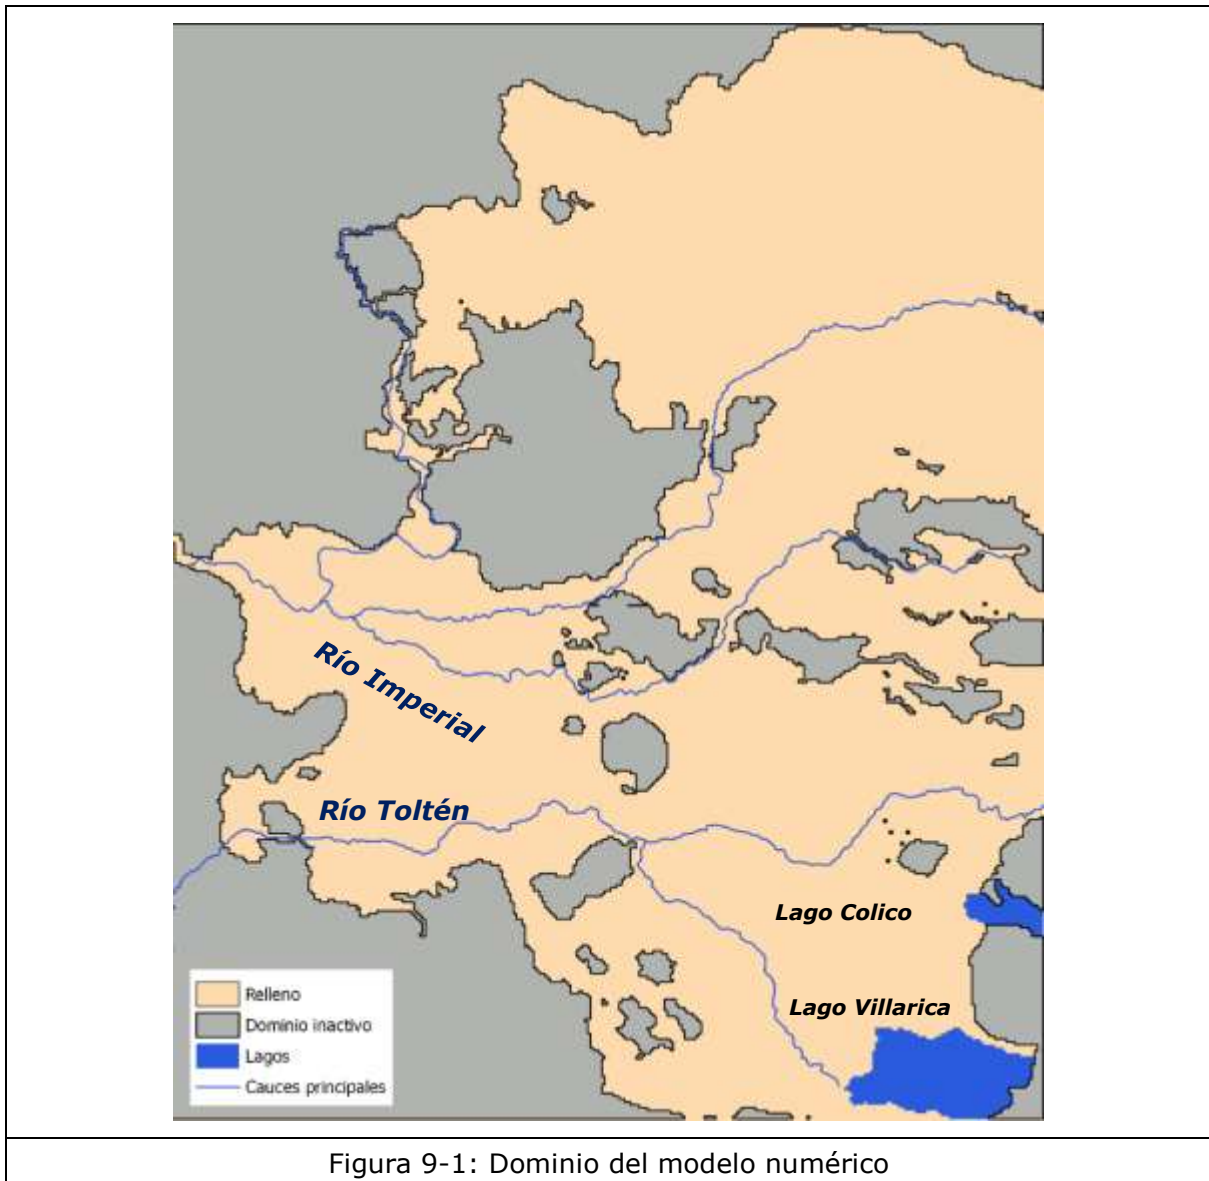 Río Imperial
Río Toltén
Lago Colico
Lago Villarica
Relleno
Dominio inactivo
Lagos
Cauces principales
Figura 9-1: Dominio del modelo numérico